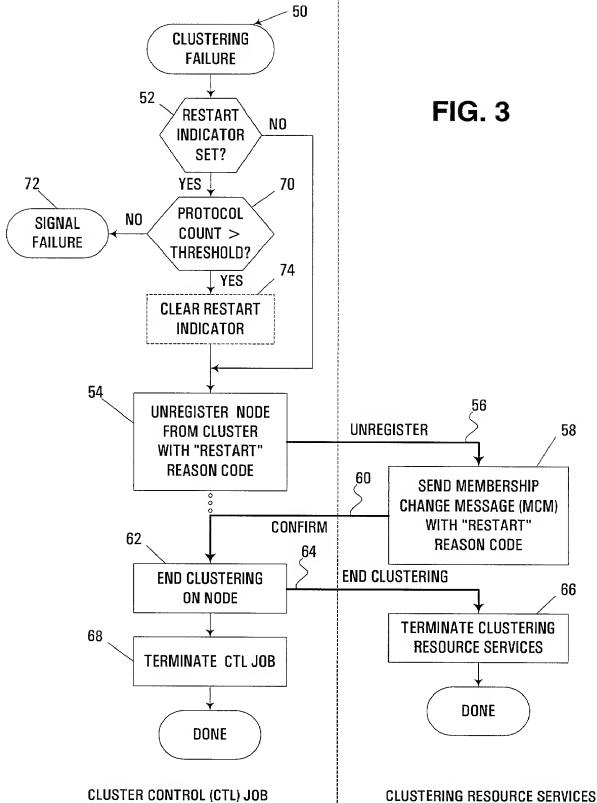 50
CLUSTERING
FAILURE
FIG. 3
52
RESTART
INDICATOR
SET?
NO
YES
72
70
SIGNAL
FAILURE
NO
PROTOCOL
COUNT >
THRESHOLD?
YES
74
CLEAR RESTART
INDICATOR
54
UNREGISTER NODE
FROM CLUSTER
WITH "RESTART"
REASON CODE
UNREGISTER
56
58
SEND MEMBERSHIP
CHANGE MESSAGE (MCM)
WITH "RESTART"
REASON CODE
60
CONFIRM
62
END CLUSTERING
ON NODE
64
END CLUSTERING
66
TERMINATE CLUSTERING
RESOURCE SERVICES
68
TERMINATE CTL JOB
DONE
DONE
CLUSTER CONTROL (CTL) JOB
CLUSTERING RESOURCE SERVICES